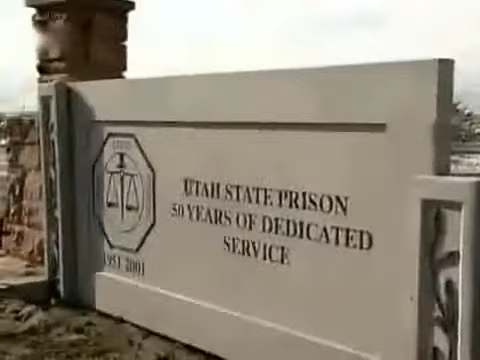 UTAH STATE PRISON
50 YEARS OF DEDICATED
SERVICE
1951-2001